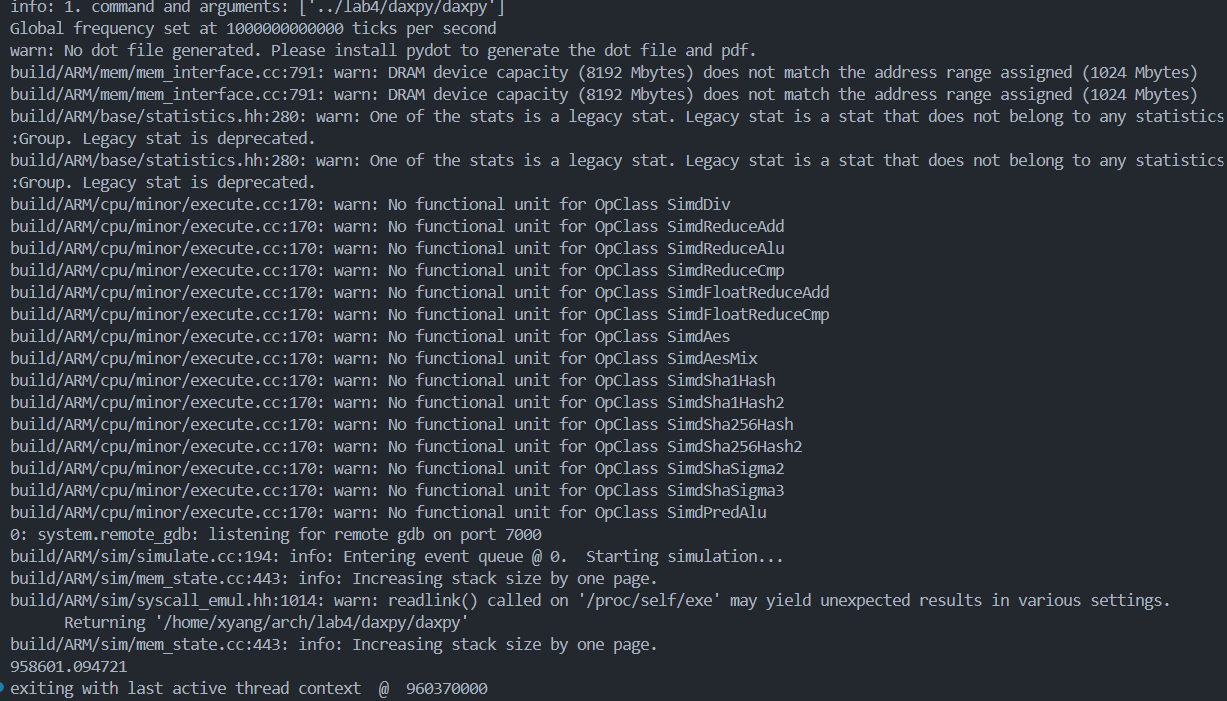 info: 1. command and arguments: ['../lab4/daxpy/daxpy']
Global frequency set at 1000000000000 ticks per second
warn: No dot file generated. Please install pydot to generate the dot file and pdf.
build/ARM/mem/mem_interface.cc:791: warn: DRAM device capacity (8192 Mbytes) does not match the address range assigned (1024 Mbytes)
build/ARM/mem/mem_interface.cc:791: warn: DRAM device capacity (8192 Mbytes) does not match the address range assigned (1024 Mbytes)
build/ARM/base/statistics.hh:280: warn: One of the stats is a legacy stat. Legacy stat is a stat that does not belong to any statistics
:Group. Legacy stat is deprecated.
build/ARM/base/statistics.hh:280: warn: One of the stats is a legacy stat. Legacy stat is a stat that does not belong to any statistics
:Group. Legacy stat is deprecated.
build/ARM/cpu/minor/execute.cc:170: warn: No functional unit for OpClass SimdDiv
build/ARM/cpu/minor/execute.cc:170: warn: No functional unit for OpClass SimdReduceAdd
build/ARM/cpu/minor/execute.cc:170: warn: No functional unit for OpClass SimdReduceAlu
build/ARM/cpu/minor/execute.cc:170: warn: No functional unit for OpClass SimdReduceCmp
build/ARM/cpu/minor/execute.cc:170: warn: No functional unit for OpClass SimdFloatReduceAdd
build/ARM/cpu/minor/execute.cc:170: warn: No functional unit for OpClass SimdFloatReduceCmp
build/ARM/cpu/minor/execute.cc:170: warn: No functional unit for OpClass SimdAes
build/ARM/cpu/minor/execute.cc:170: warn: No functional unit for OpClass SimdAesMix
build/ARM/cpu/minor/execute.cc:170: warn: No functional unit for OpClass SimdSha1Hash
build/ARM/cpu/minor/execute.cc:170: warn: No functional unit for OpClass SimdSha1Hash2
build/ARM/cpu/minor/execute.cc:170: warn: No functional unit for OpClass SimdSha256Hash
build/ARM/cpu/minor/execute.cc:170: warn: No functional unit for OpClass SimdSha256Hash2
build/ARM/cpu/minor/execute.cc:170: warn: No functional unit for OpClass SimdShaSigma2
build/ARM/cpu/minor/execute.cc:170: warn: No functional unit for OpClass SimdShaSigma3
build/ARM/cpu/minor/execute.cc:170: warn: No functional unit for OpClass SimdPredAlu
0: system.remote_gdb: listening for remote gdb on port 7000
build/ARM/sim/simulate.cc:194: info: Entering event queue @ 0.  Starting simulation...
build/ARM/sim/mem_state.cc:443: info: Increasing stack size by one page.
build/ARM/sim/syscall_emul.hh:1014: warn: readlink() called on '/proc/self/exe' may yield unexpected results in various settings.
      Returning '/home/xyang/arch/lab4/daxpy/daxpy'
build/ARM/sim/mem_state.cc:443: info: Increasing stack size by one page.
958601.094721
exiting with last active thread context  @  960370000